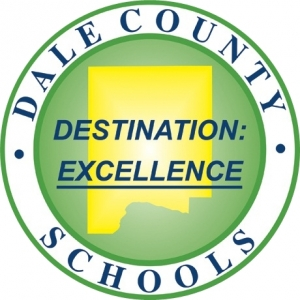 • DALE COUNTY •
DESTINATION:
EXCELLENCE
SCHOOLS